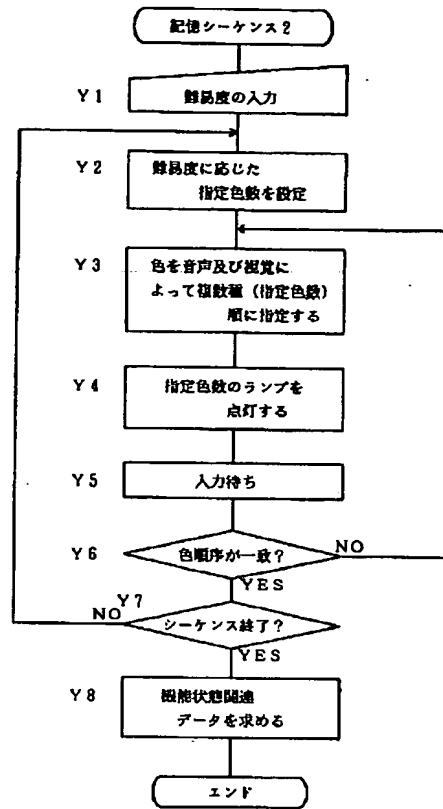 記憶シーケンス2
Y1
難易度の入力
Y2
難易度に応じた
指定色数を設定
Y3
色を音声及び視覚に
よって複数種(指定色数)
順に指定する
Y4
指定色数のランプを
点灯する
Y5
入力待ち
Y6
色順序が一致?
NO
YES
Y7
NO
シーケンス終了?
YES
Y8
機能状態関連
データを求める
エンド